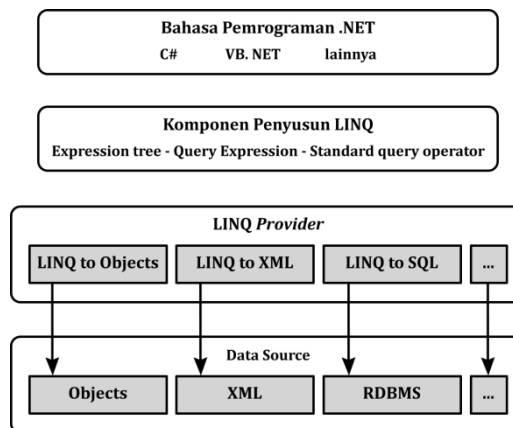 Bahasa Pemrograman .NET
C# VB. NET lainnya
Komponen Penyusun LINQ
Expression tree - Query Expression - Standard query operator
LINQ Provider
LINQ to Objects LINQ to XML LINQ to SQL ...
Data Source
Objects XML RDBMS ...